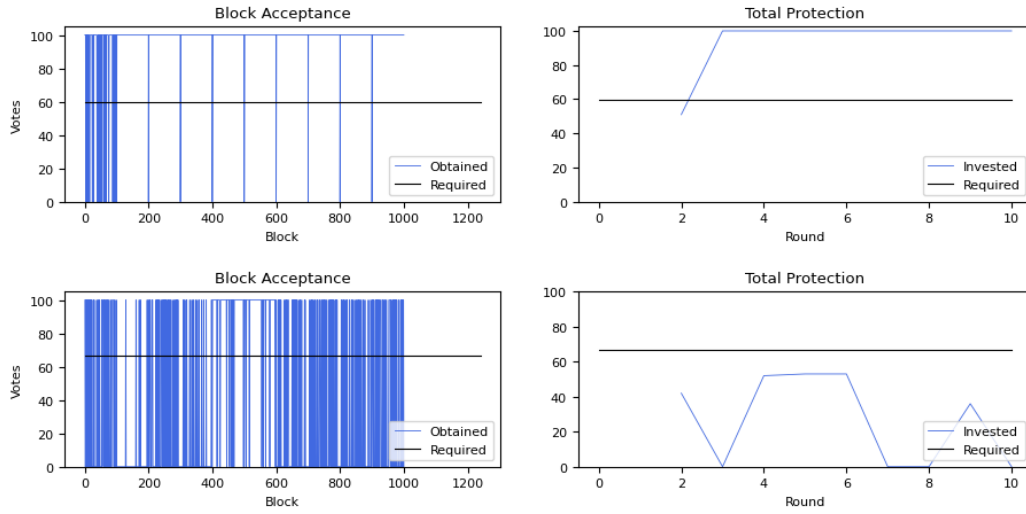 Block Acceptance
100
80
60
40
20
0
Votes
Obtained
Required
0 200 400 600 800 1000 1200
Block
Total Protection
100
80
60
40
20
0
Invested
Required
0 2 4 6 8 10
Round
Block Acceptance
100
80
60
40
20
0
Votes
Obtained
Required
0 200 400 600 800 1000 1200
Block
Total Protection
100
80
60
40
20
0
Invested
Required
0 2 4 6 8 10
Round